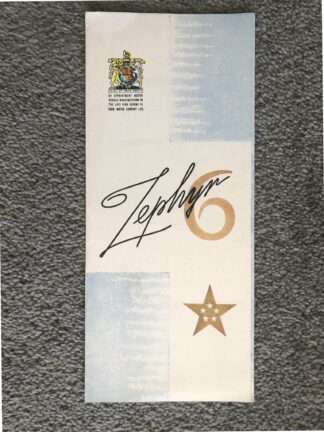 BY APPOINTMENT MOTOR
VEHICLE MANUFACTURERS TO
THE LATE KING GEORGE VI
FORD MOTOR COMPANY LTD.
Zephyr 6